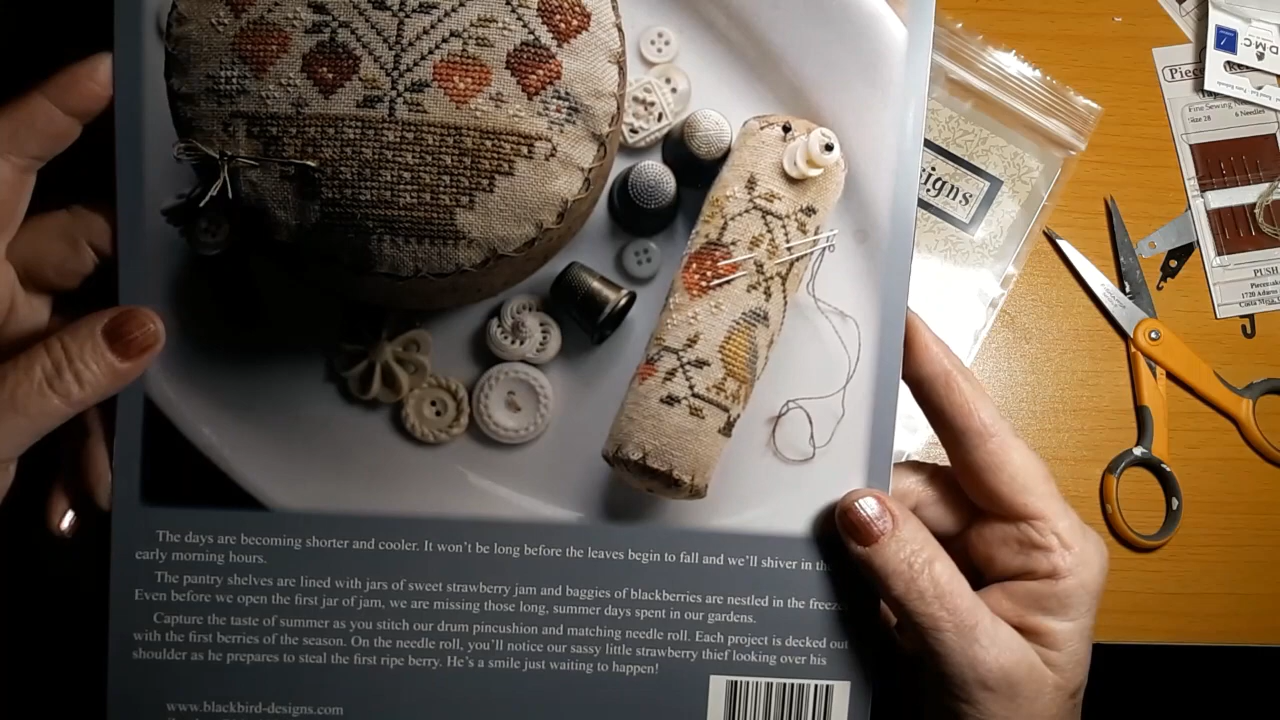 DMC
Piece
Fine Sewing
Size 28 6 Needles
igns
PUSH
Piecemake
1720 Adams
Costa Mesa
The days are becoming shorter and cooler. It won't be long before the leaves begin to fall and we'll shiver in
early morning hours.
The pantry shelves are lined with jars of sweet strawberry jam and baggies of blackberries are nestled in the
Even before we open the first jar of jam, we are missing those long, summer days spent in our gardens.
Capture the taste of summer as you stitch our drum pincushion and matching needle roll. Each project is decked out
with the first berries of the season. On the needle roll, you'll notice our sassy little strawberry thief looking over his
shoulder as he prepares to steal the first ripe berry. He's a smile just waiting to happen!
www.blackbird-designs.com